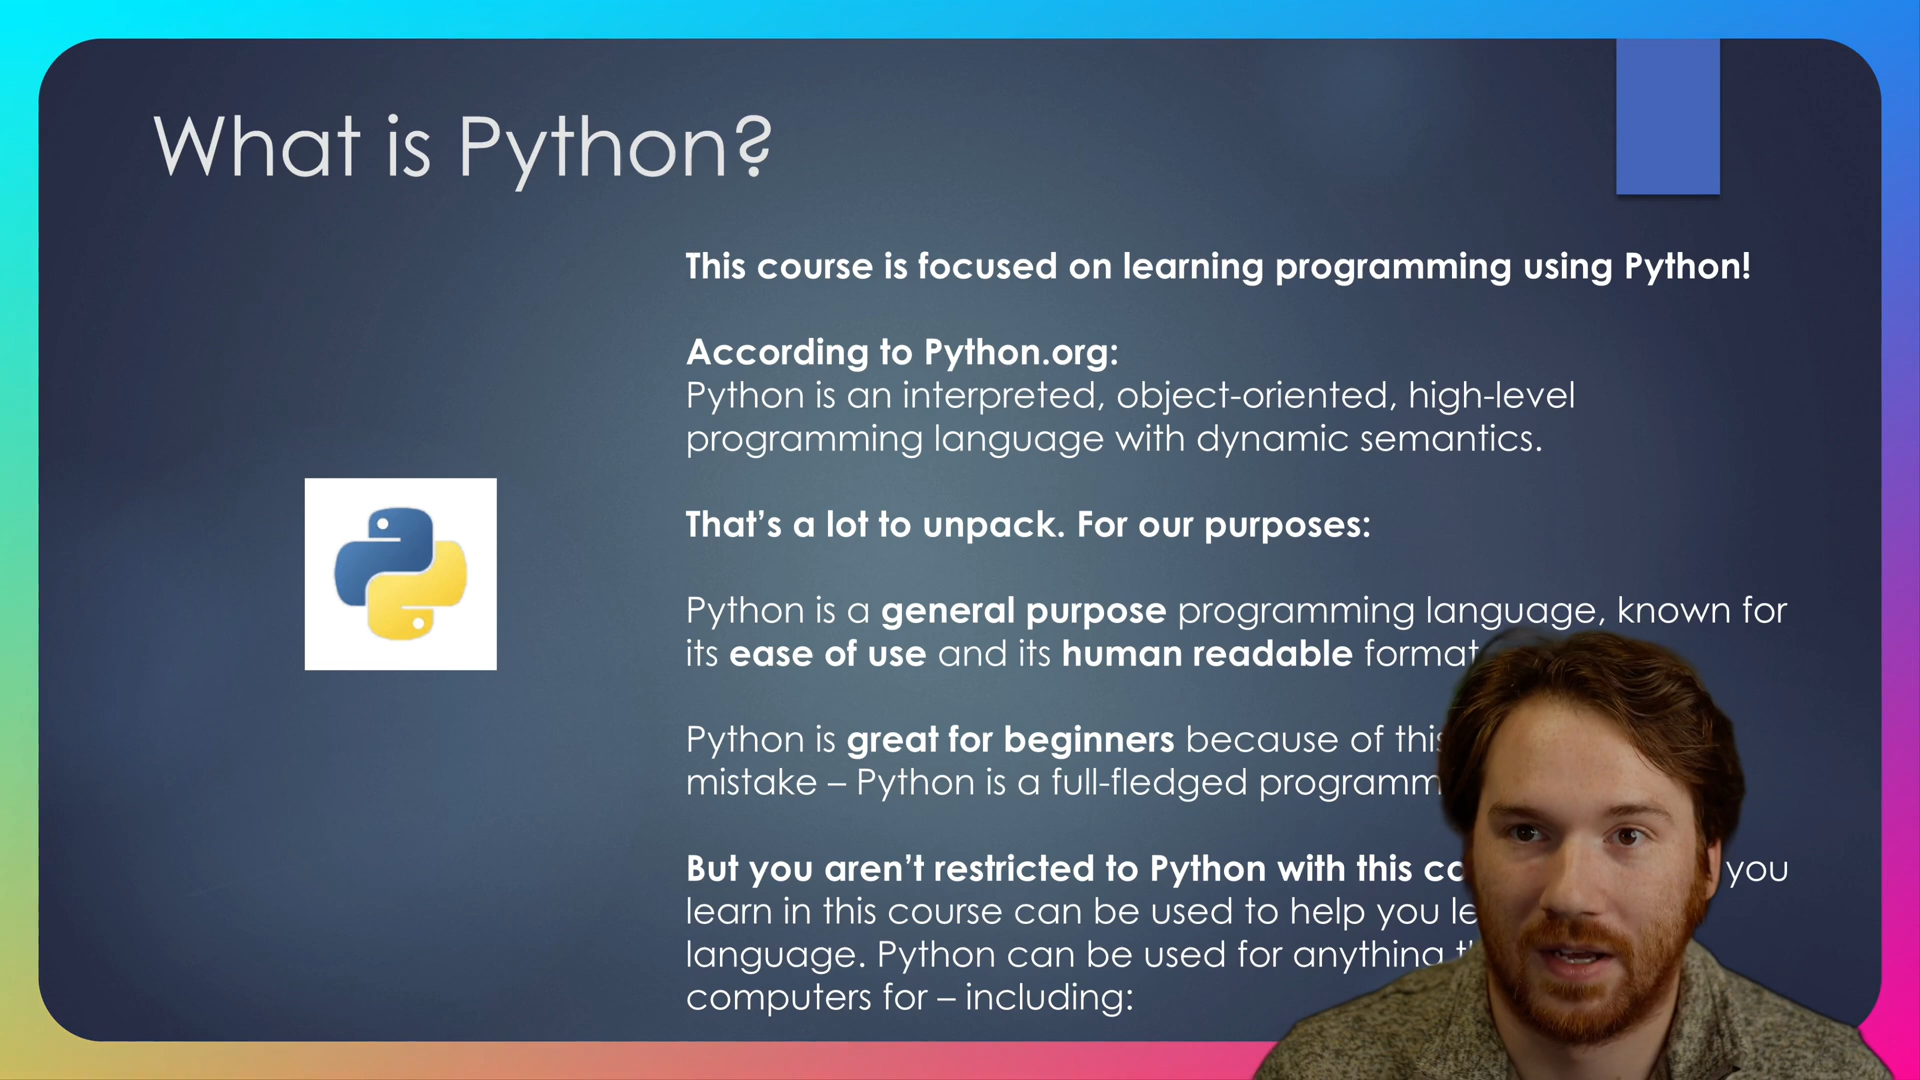 What is Python?
This course is focused on learning programming using Python!
According to Python.org:
Python is an interpreted, object-oriented, high-level
programming language with dynamic semantics.
That’s a lot to unpack. For our purposes:
Python is a general purpose programming language, known for
its ease of use and its human readable format
Python is great for beginners because of this
mistake – Python is a full-fledged
But you aren’t restricted to Python with this you
learn in this course can be used to help you
language. Python can be used for anything
computers for – including: